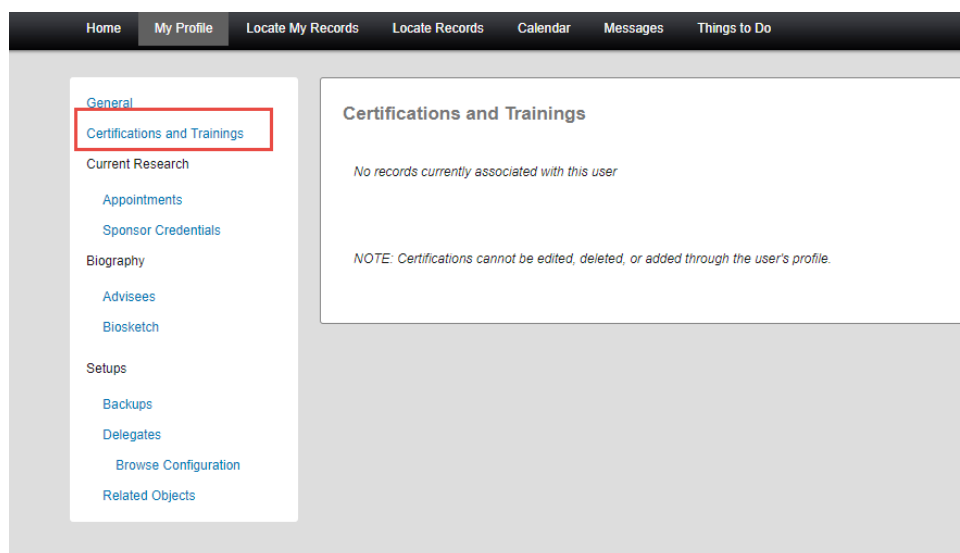 Home My Profile Locate My Records Locate Records Calendar Messages Things to Do
General
Certifications and Trainings
Current Research
Appointments
Sponsor Credentials
Biography
Advisees
Biosketch
Setups
Backups
Delegates
Browse Configuration
Related Objects
Certifications and Trainings
No records currently associated with this user
NOTE: Certifications cannot be edited, deleted, or added through the user's profile.